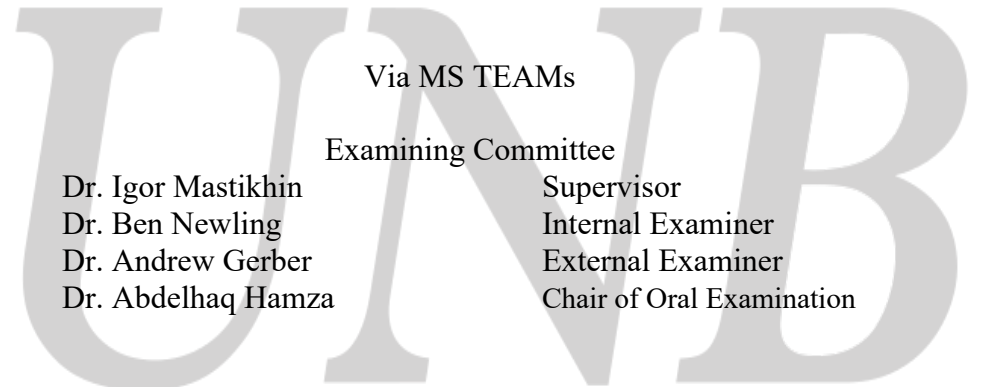 UNB
Via MS TEAMs
Examining Committee
Dr. Igor Mastikhin Supervisor
Dr. Ben Newling Internal Examiner
Dr. Andrew Gerber External Examiner
Dr. Abdelhaq Hamza Chair of Oral Examination